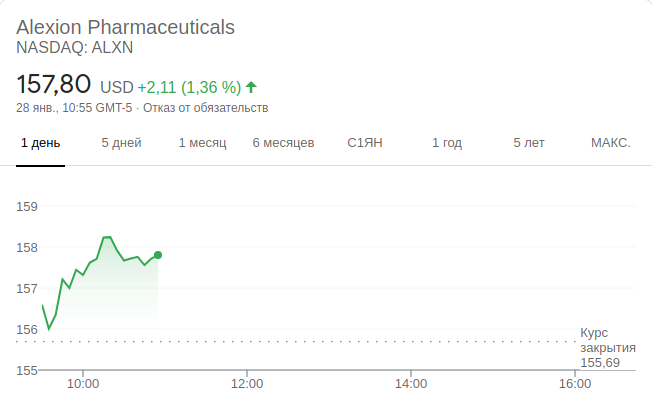 Alexion Pharmaceuticals
NASDAQ: ALXN
157,80 USD +2,11 (1,36 %)
28 янв., 10:55 GMT-5 · Отказ от обязательств
1 день 5 дней 1 месяц 6 месяцев С1ЯН 1 год 5 лет МАКС.
159
158
157
156
Курс
закрытия
155,69
155
10:00 12:00 14:00 16:00